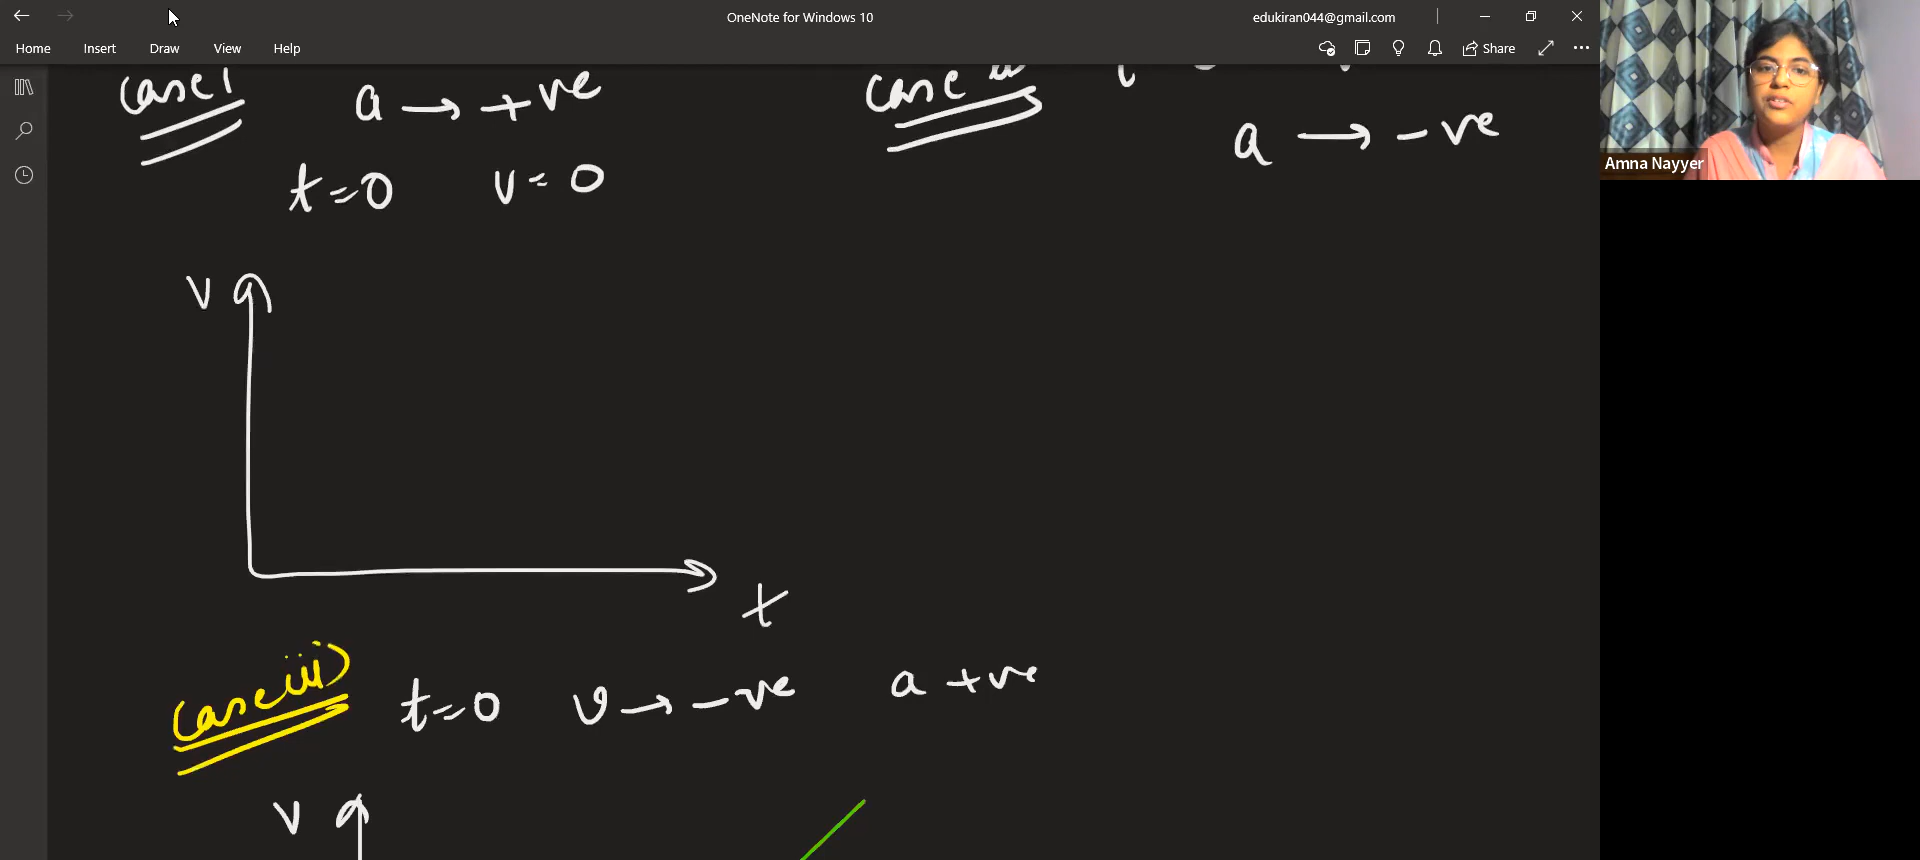 OneNote for Windows 10
edukiran044@gmail.com
Home Insert Draw View Help
Share
case i
a → +ve
t=0 v=0
case ii
a → -ve
v
t
case iii)
t=0 v → -ve a +ve
v
Amna Nayyer